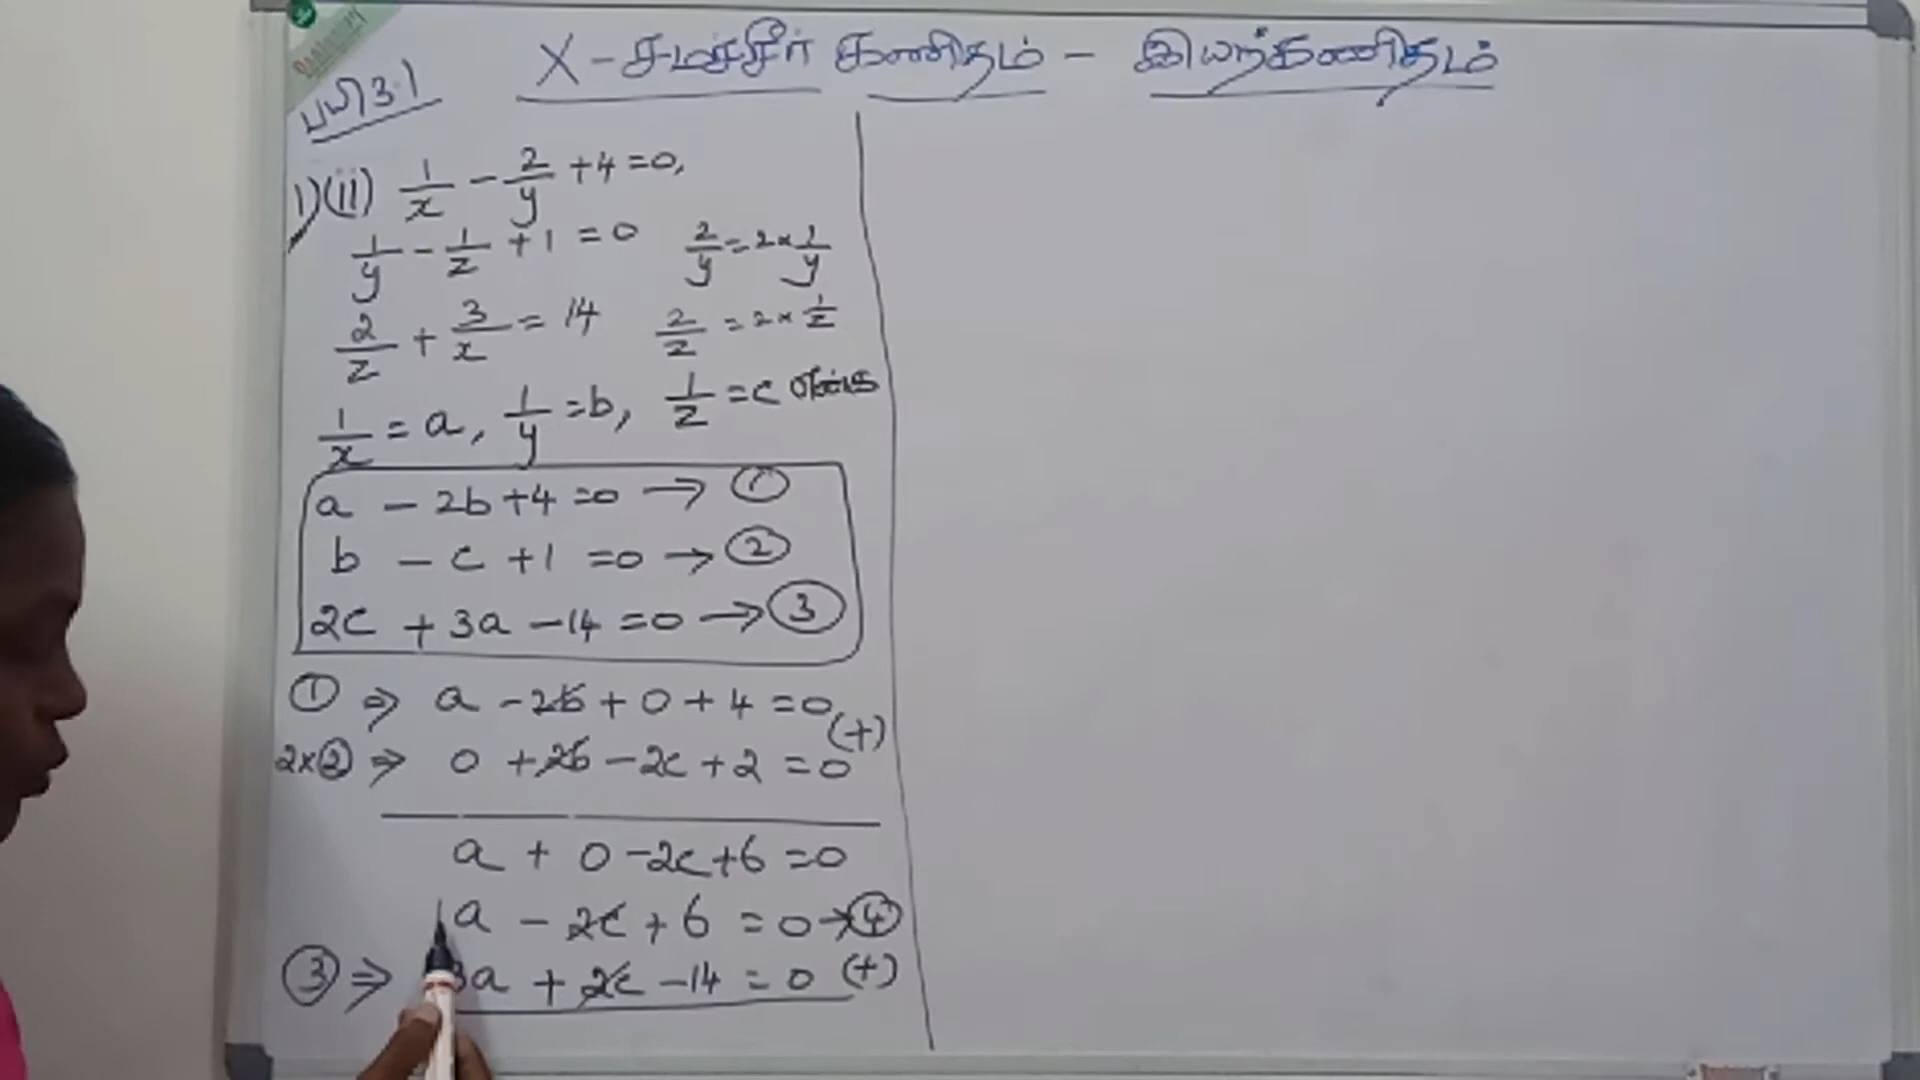 X - சமச்சீர் கணிதம் - இயற்கணிதம்
பயி 3.1
1)(ii) 1/x - 2/y + 4 = 0,
1/y - 1/z + 1 = 0  2/y = 2 × 1/y
2/z + 3/x = 14  2/z = 2 × 1/z
1/x = a, 1/y = b, 1/z = c என்க
a - 2b + 4 = 0 → ①
b - c + 1 = 0 → ②
2c + 3a - 14 = 0 → ③
① ⇒ a - 2b + 0 + 4 = 0
(+)
2×② ⇒ 0 + 2b - 2c + 2 = 0
a + 0 - 2c + 6 = 0
1a - 2c + 6 = 0 → ④
③ ⇒ 3a + 2c - 14 = 0 (+)